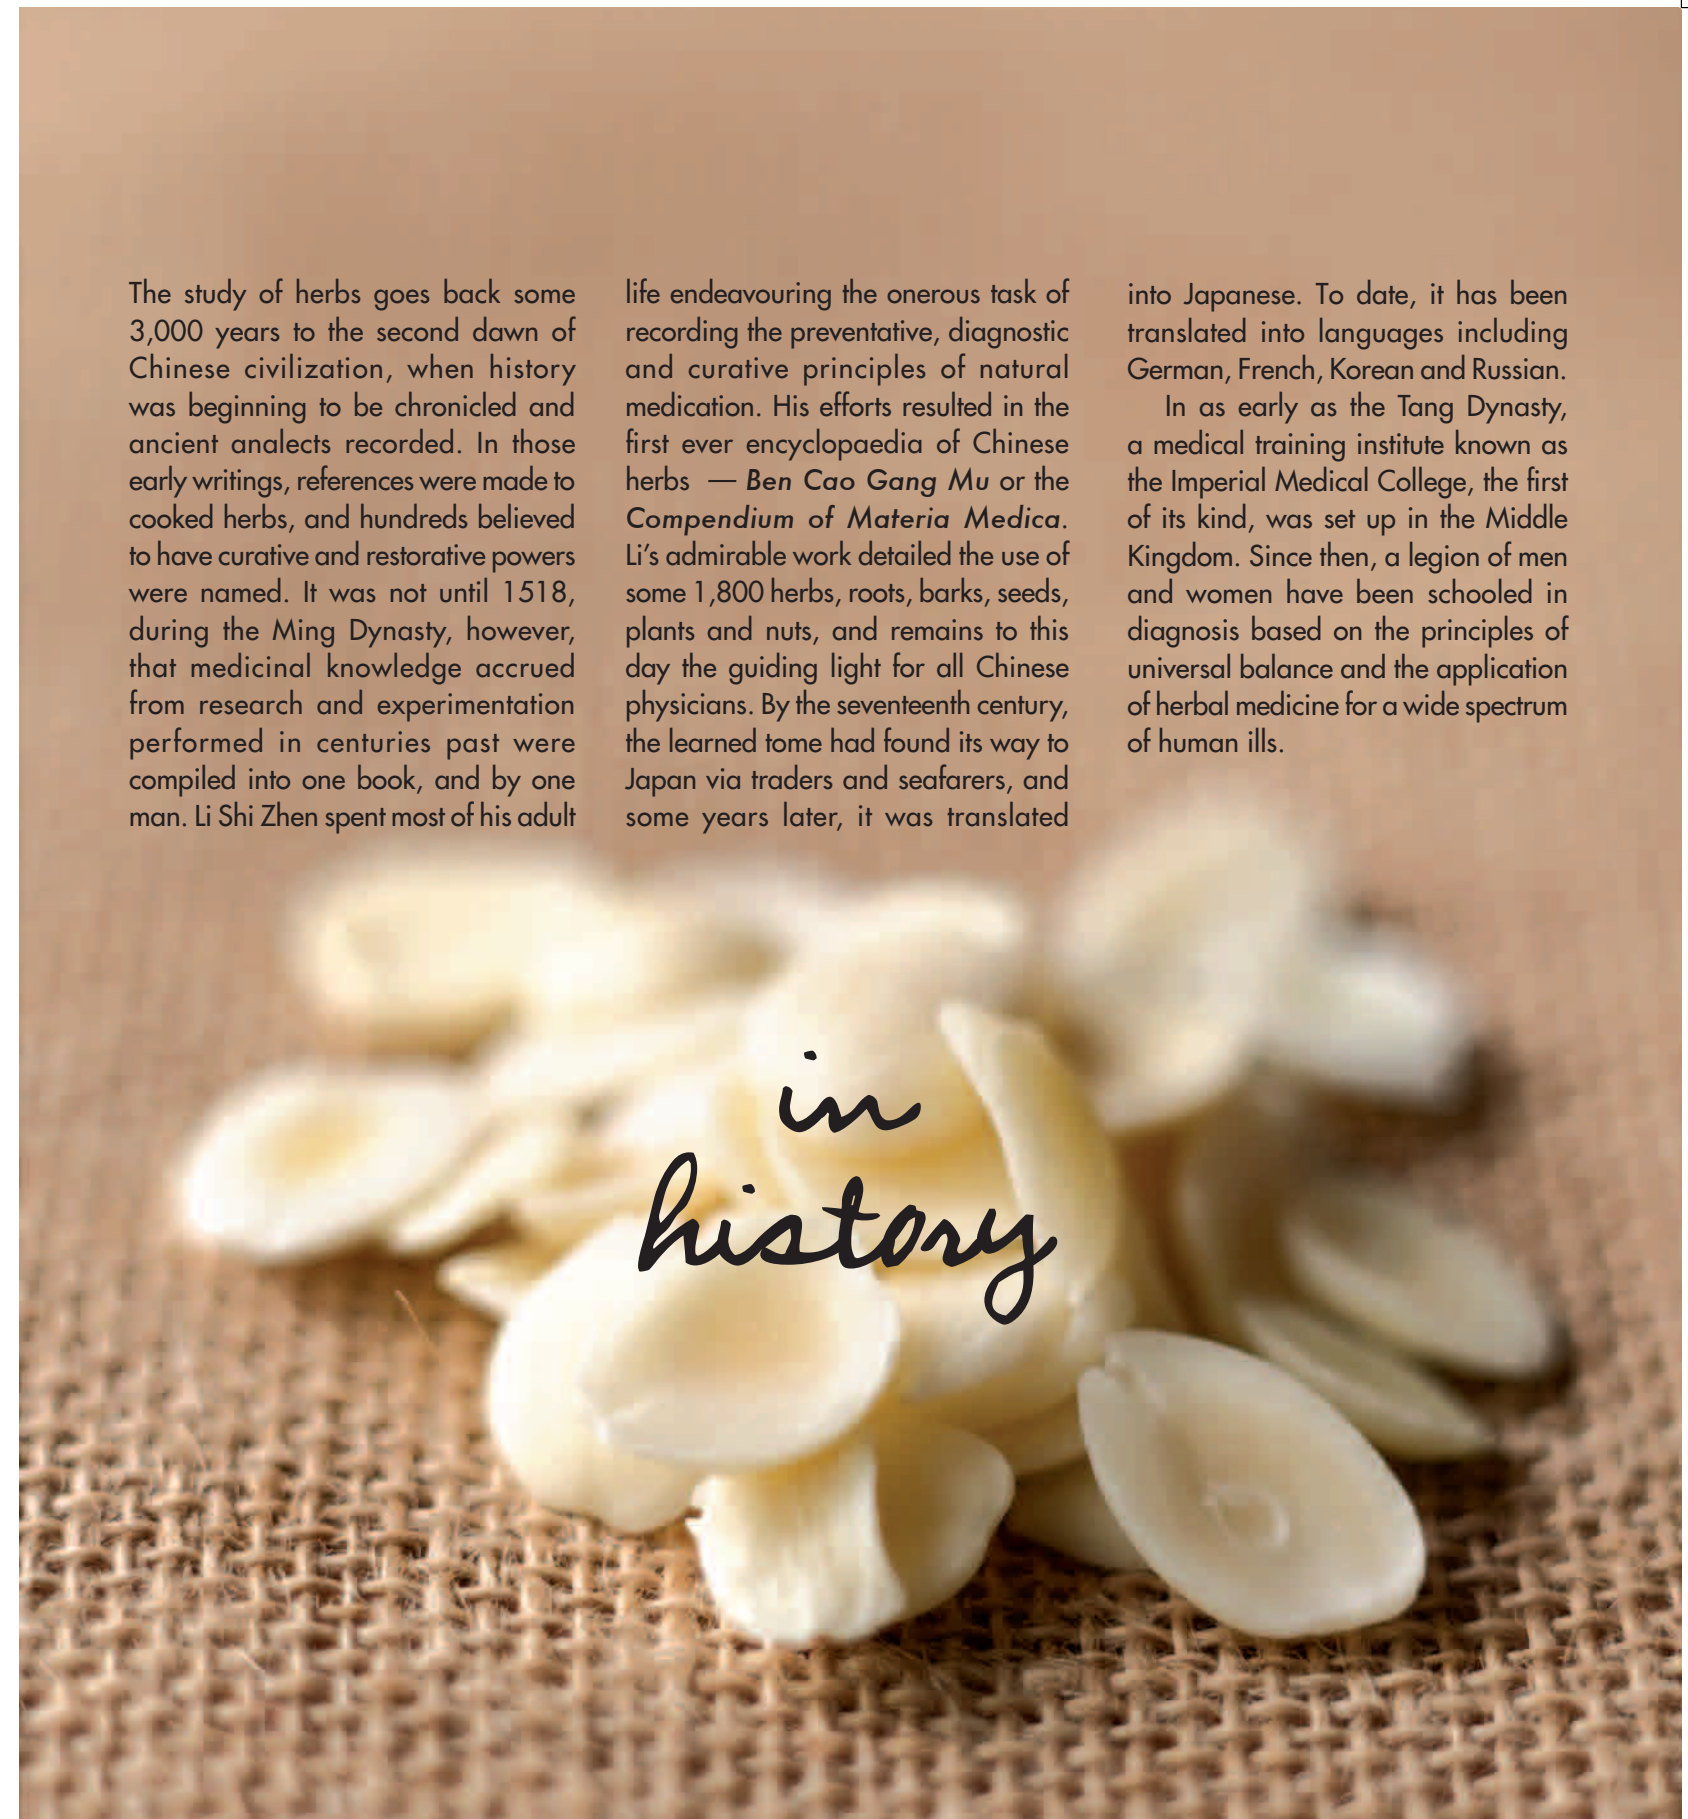 The study of herbs goes back some
3,000 years to the second dawn of
Chinese civilization, when history
was beginning to be chronicled and
ancient analects recorded. In those
early writings, references were made to
cooked herbs, and hundreds believed
to have curative and restorative powers
were named. It was not until 1518,
during the Ming Dynasty, however,
that medicinal knowledge accrued
from research and experimentation
performed in centuries past were
compiled into one book, and by one
man. Li Shi Zhen spent most of his adult
life endeavouring the onerous task of
recording the preventative, diagnostic
and curative principles of natural
medication. His efforts resulted in the
first ever encyclopaedia of Chinese
herbs — Ben Cao Gang Mu or the
Compendium of Materia Medica.
Li’s admirable work detailed the use of
some 1,800 herbs, roots, barks, seeds,
plants and nuts, and remains to this
day the guiding light for all Chinese
physicians. By the seventeenth century,
the learned tome had found its way to
Japan via traders and seafarers, and
some years later, it was translated
into Japanese. To date, it has been
translated into languages including
German, French, Korean and Russian.
In as early as the Tang Dynasty,
a medical training institute known as
the Imperial Medical College, the first
of its kind, was set up in the Middle
Kingdom. Since then, a legion of men
and women have been schooled in
diagnosis based on the principles of
universal balance and the application
of herbal medicine for a wide spectrum
of human ills.
in
history